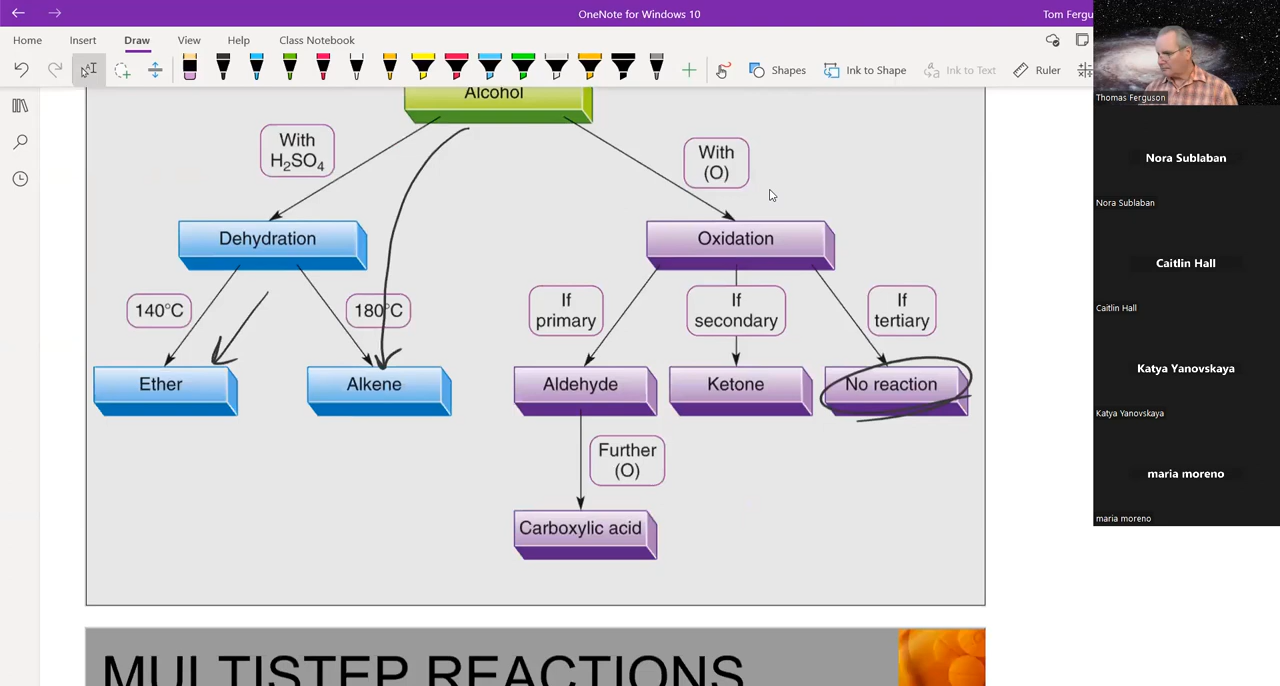 OneNote for Windows 10
Tom Fergu
Home
Insert
Draw
View
Help
Class Notebook
Shapes
Ink to Shape
Ink to Text
Ruler
Alcohol
With
H₂SO₄
With
(O)
Dehydration
Oxidation
140°C
180°C
If
primary
If
secondary
If
tertiary
Ether
Alkene
Aldehyde
Ketone
No reaction
Further
(O)
Carboxylic acid
MULTISTEP REACTIONS
Thomas Ferguson
Nora Sublaban
Nora Sublaban
Caitlin Hall
Caitlin Hall
Katya Yanovskaya
Katya Yanovskaya
maria moreno
maria moreno